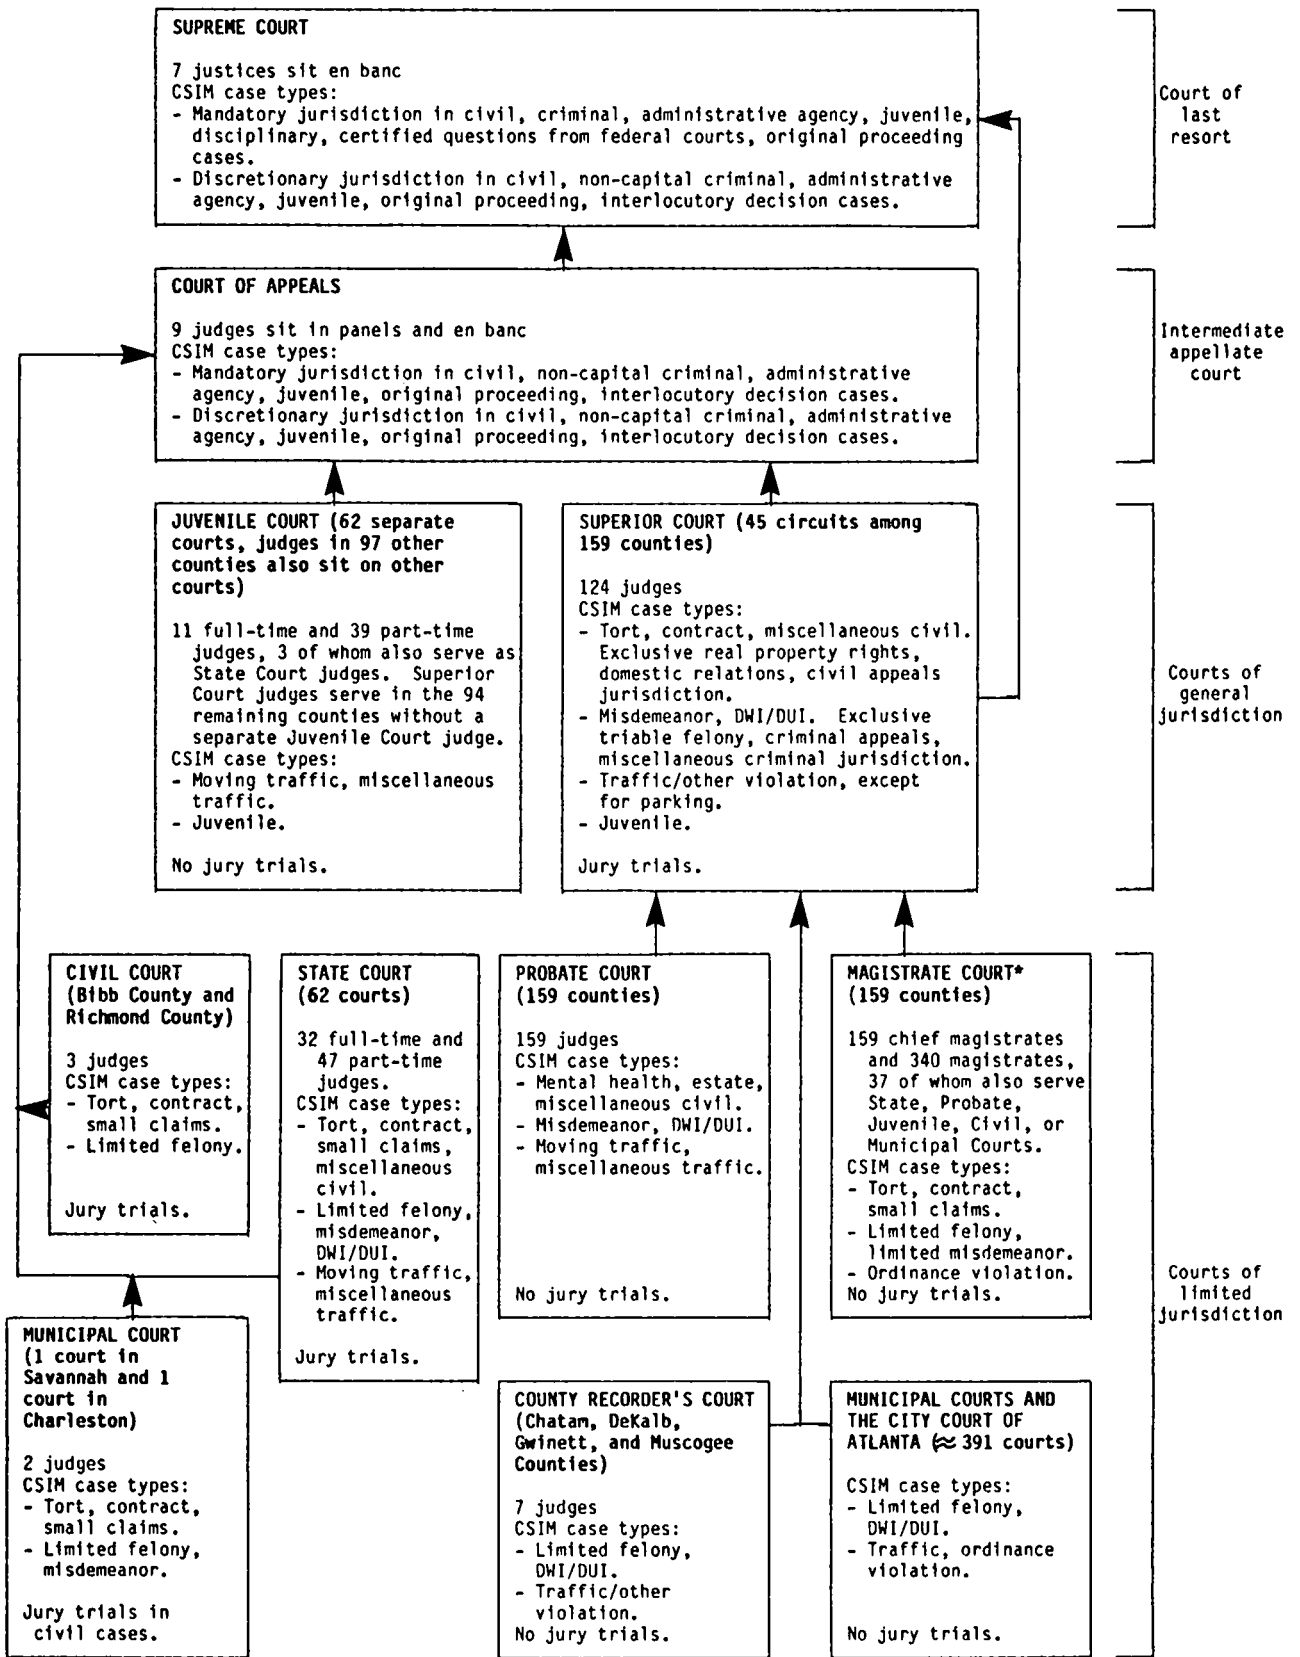 SUPREME COURT
7 justices sit en banc
CSIM case types:
- Mandatory jurisdiction in civil, criminal, administrative agency, juvenile,
disciplinary, certified questions from federal courts, original proceeding
cases.
- Discretionary jurisdiction in civil, non-capital criminal, administrative
agency, juvenile, original proceeding, interlocutory decision cases.
Court of
last
resort
COURT OF APPEALS
9 judges sit in panels and en banc
CSIM case types:
- Mandatory jurisdiction in civil, non-capital criminal, administrative
agency, juvenile, original proceeding, interlocutory decision cases.
- Discretionary jurisdiction in civil, non-capital criminal, administrative
agency, juvenile, original proceeding, interlocutory decision cases.
Intermediate
appellate
court
JUVENILE COURT (62 separate
courts, judges in 97 other
counties also sit on other
courts)
11 full-time and 39 part-time
judges, 3 of whom also serve as
State Court judges. Superior
Court judges serve in the 94
remaining counties without a
separate Juvenile Court judge.
CSIM case types:
- Moving traffic, miscellaneous
traffic.
- Juvenile.
No jury trials.
SUPERIOR COURT (45 circuits among
159 counties)
124 judges
CSIM case types:
- Tort, contract, miscellaneous civil.
Exclusive real property rights,
domestic relations, civil appeals
jurisdiction.
- Misdemeanor, DWI/DUI. Exclusive
triable felony, criminal appeals,
miscellaneous criminal jurisdiction.
- Traffic/other violation, except
for parking.
- Juvenile.
Jury trials.
Courts of
general
jurisdiction
CIVIL COURT
(Bibb County and
Richmond County)
3 judges
CSIM case types:
- Tort, contract,
small claims.
- Limited felony.
Jury trials.
STATE COURT
(62 courts)
32 full-time and
47 part-time
judges.
CSIM case types:
- Tort, contract,
small claims,
miscellaneous
civil.
- Limited felony,
misdemeanor,
DWI/DUI.
- Moving traffic,
miscellaneous
traffic.
Jury trials.
PROBATE COURT
(159 counties)
159 judges
CSIM case types:
- Mental health, estate,
miscellaneous civil.
- Misdemeanor, DWI/DUI.
- Moving traffic,
miscellaneous traffic.
No jury trials.
MAGISTRATE COURT*
(159 counties)
159 chief magistrates
and 340 magistrates,
37 of whom also serve
State, Probate,
Juvenile, Civil, or
Municipal Courts.
CSIM case types:
- Tort, contract,
small claims.
- Limited felony,
limited misdemeanor.
- Ordinance violation.
No jury trials.
Courts of
limited
jurisdiction
MUNICIPAL COURT
(1 court in
Savannah and 1
court in
Charleston)
2 judges
CSIM case types:
- Tort, contract,
small claims.
- Limited felony,
misdemeanor.
Jury trials in
civil cases.
COUNTY RECORDER'S COURT
(Chatam, DeKalb,
Gwinett, and Muscogee
Counties)
7 judges
CSIM case types:
- Limited felony,
DWI/DUI.
- Traffic/other
violation.
No jury trials.
MUNICIPAL COURTS AND
THE CITY COURT OF
ATLANTA (≈ 391 courts)
CSIM case types:
- Limited felony,
DWI/DUI.
- Traffic, ordinance
violation.
No jury trials.